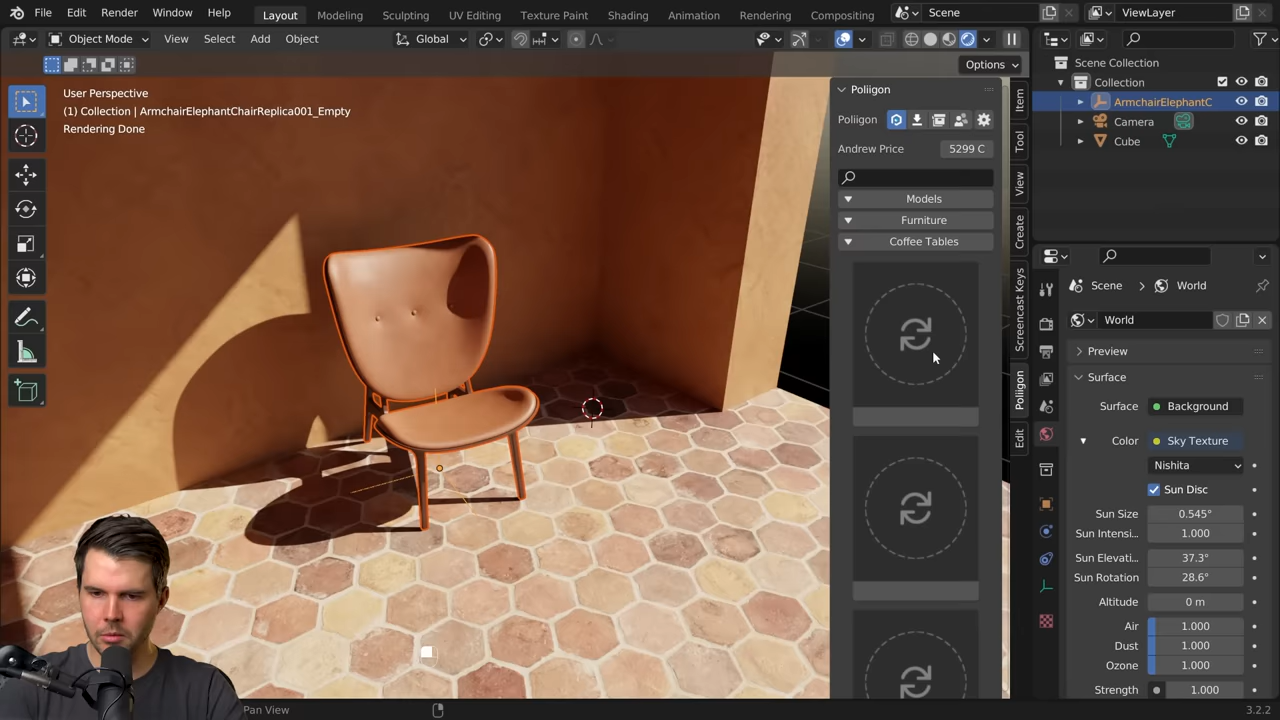 File Edit Render Window Help
Layout Modeling Sculpting UV Editing Texture Paint Shading Animation Rendering Compositing
Scene
ViewLayer
Object Mode View Select Add Object
Global
Options
User Perspective
(1) Collection | ArmchairElephantChairReplica001_Empty
Rendering Done
Poliigon
Poliigon
Andrew Price 5299 C
Models
Furniture
Coffee Tables
Item
Tool
View
Create
Screencast Keys
Poliigon
Edit
Scene Collection
Collection
ArmchairElephantC
Camera
Cube
Scene World
World
Preview
Surface
Surface Background
Color Sky Texture
Nishita
Sun Disc
Sun Size 0.545°
Sun Intensi... 1.000
Sun Elevati... 37.3°
Sun Rotation 28.6°
Altitude 0 m
Air 1.000
Dust 1.000
Ozone 1.000
Strength 1.000
Pan View
3.2.2